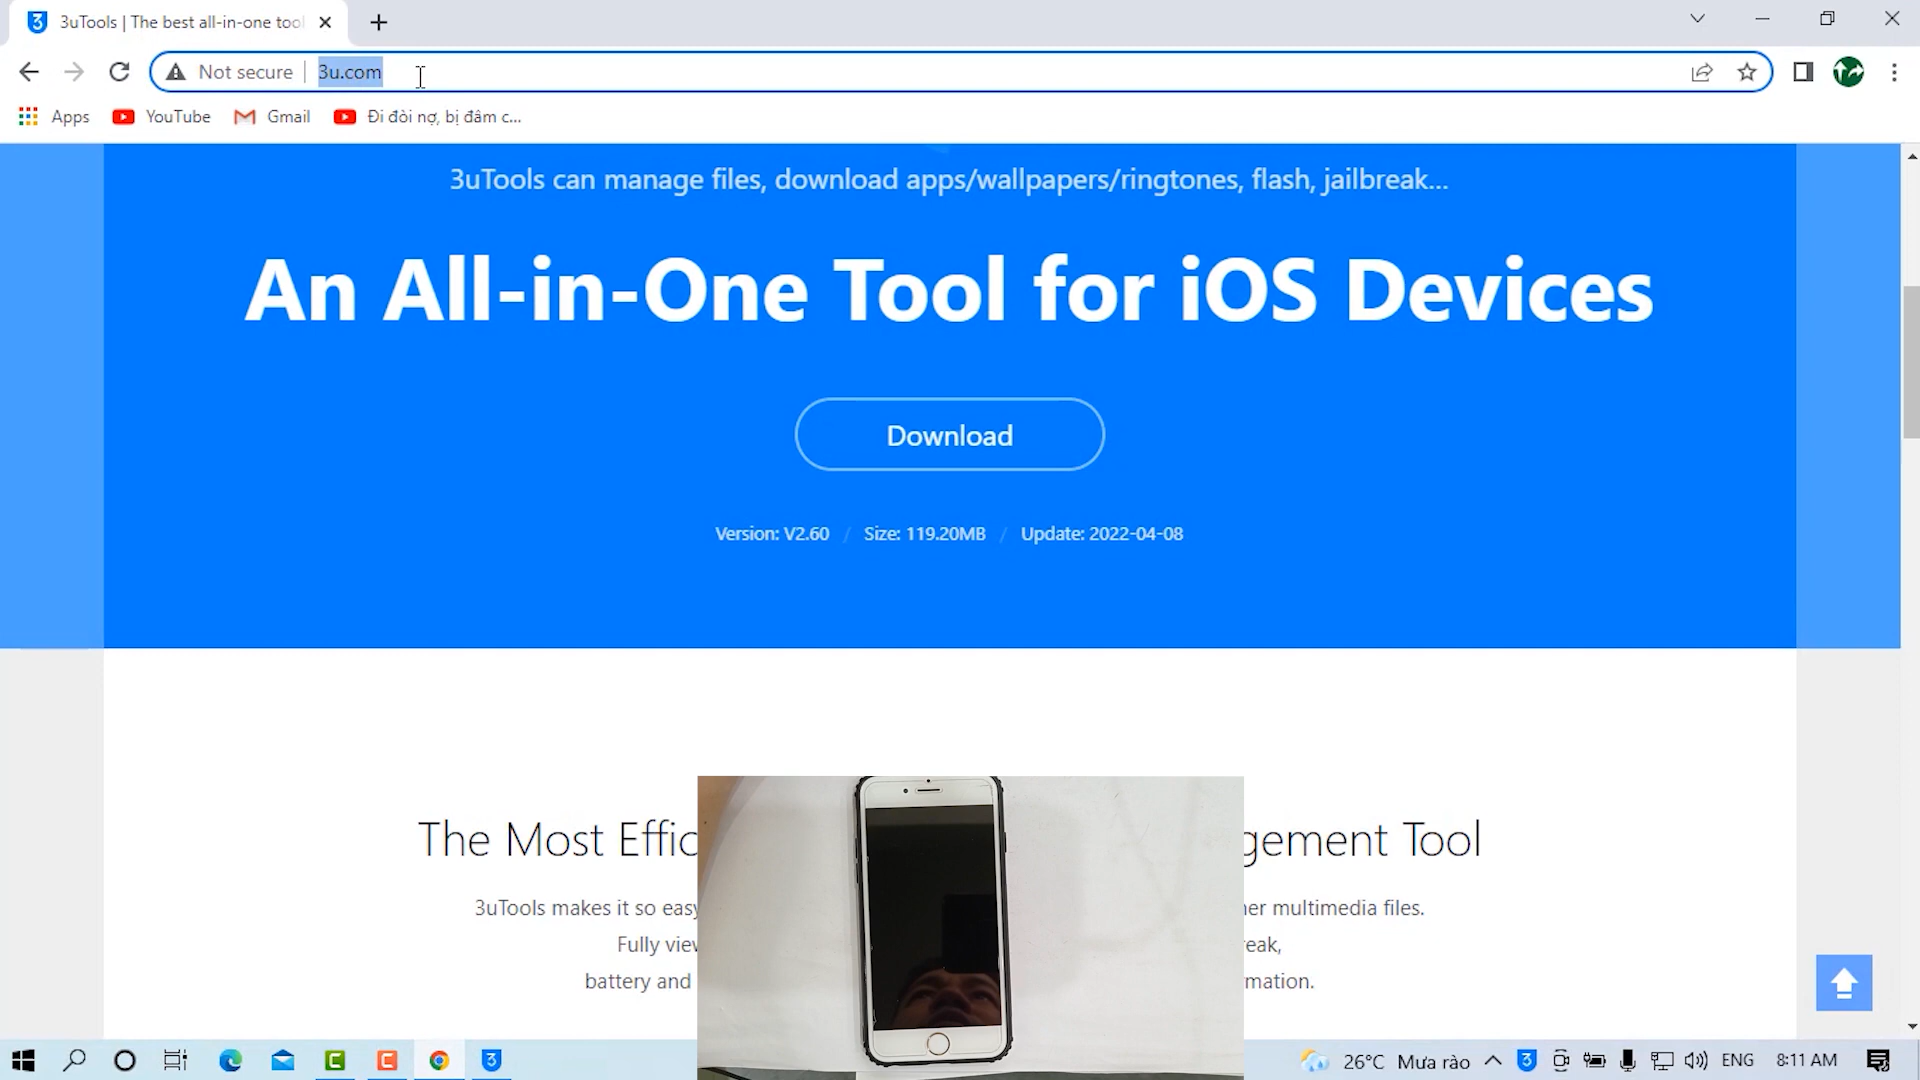 3uTools | The best all-in-one tool
Not secure 3u.com
Apps YouTube Gmail Đi đòi nợ, bị đâm c...
3uTools can manage files, download apps/wallpapers/ringtones, flash, jailbreak...
An All-in-One Tool for iOS Devices
Download
Version: V2.60 / Size: 119.20MB / Update: 2022-04-08
The Most Effic gement Tool
3uTools makes it so easy her multimedia files.
Fully view eak,
battery and mation.
26°C Mưa rào ENG 8:11 AM